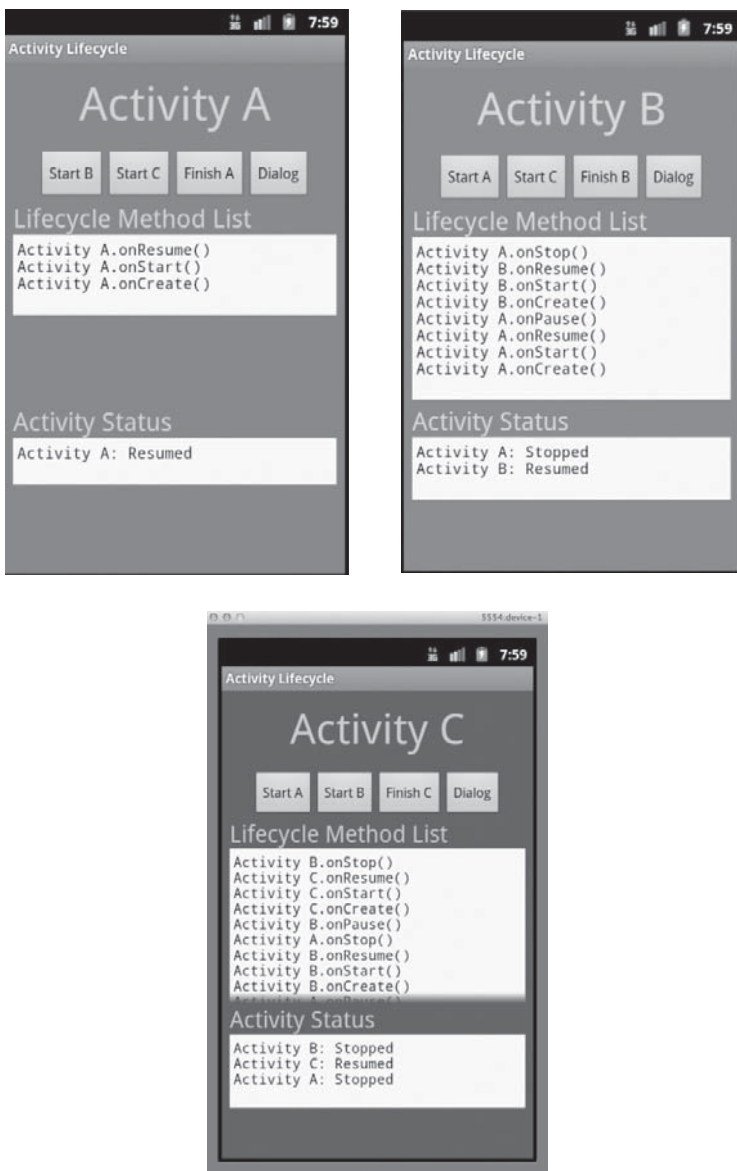 7:59
Activity Lifecycle
Activity A
Start B Start C Finish A Dialog
Lifecycle Method List
Activity A.onResume()
Activity A.onStart()
Activity A.onCreate()
Activity Status
Activity A: Resumed
7:59
Activity Lifecycle
Activity B
Start A Start C Finish B Dialog
Lifecycle Method List
Activity A.onStop()
Activity B.onResume()
Activity B.onStart()
Activity B.onCreate()
Activity A.onPause()
Activity A.onResume()
Activity A.onStart()
Activity A.onCreate()
Activity Status
Activity A: Stopped
Activity B: Resumed
5554:device-1
7:59
Activity Lifecycle
Activity C
Start A Start B Finish C Dialog
Lifecycle Method List
Activity B.onStop()
Activity C.onResume()
Activity C.onStart()
Activity C.onCreate()
Activity B.onPause()
Activity A.onStop()
Activity B.onResume()
Activity B.onStart()
Activity B.onCreate()
Activity A.onPause()
Activity Status
Activity B: Stopped
Activity C: Resumed
Activity A: Stopped